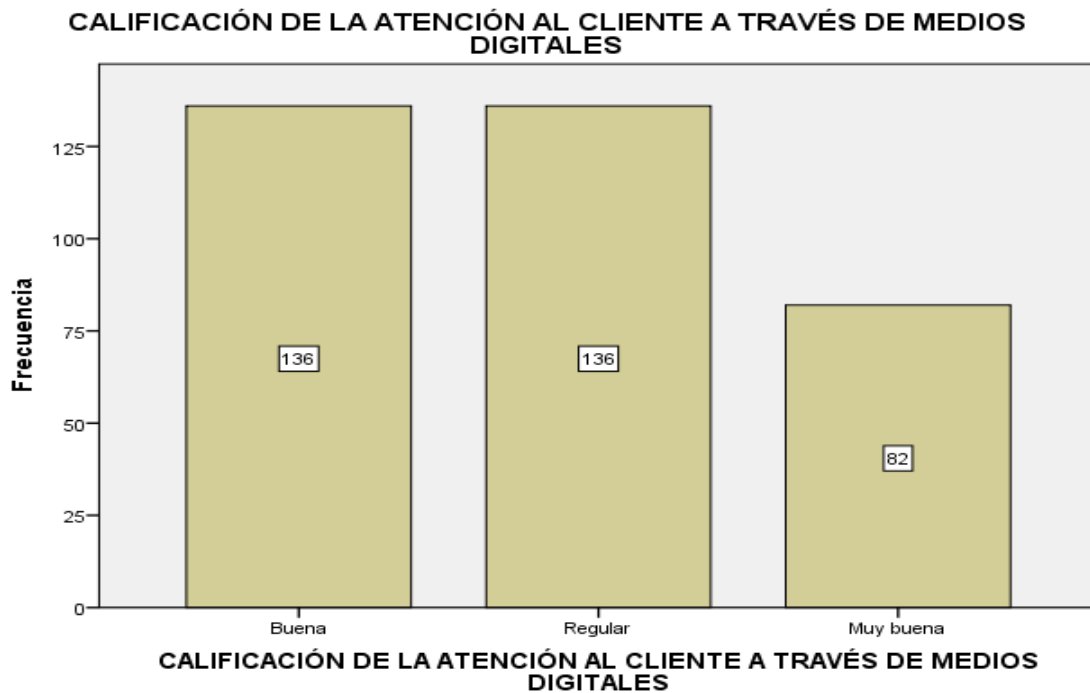 CALIFICACIÓN DE LA ATENCIÓN AL CLIENTE A TRAVÉS DE MEDIOS
DIGITALES
Frecuencia
125
100
75
50
25
0
136
136
82
Buena
Regular
Muy buena
CALIFICACIÓN DE LA ATENCIÓN AL CLIENTE A TRAVÉS DE MEDIOS
DIGITALES